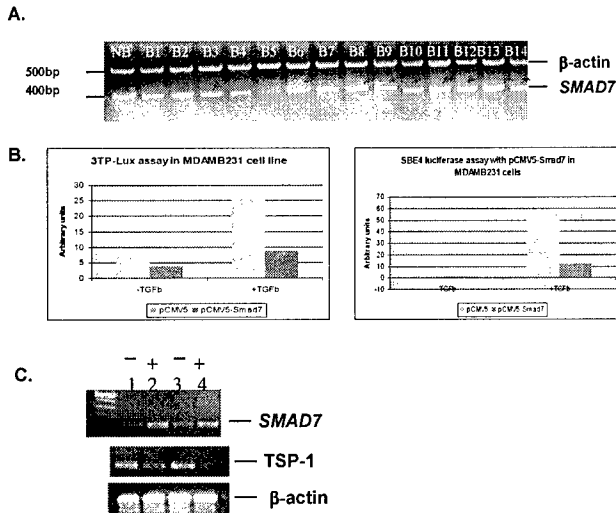 A.
NB B1 B2 B3 B4 B5 B6 B7 B8 B9 B10 B11 B12 B13 B14
500bp
400bp
β-actin
SMAD7
B.
3TP-Lux assay in MDAMB231 cell line
Arbitrary units
30
25
20
15
10
5
0
-TGFb +TGFb
pCMV5 pCMV5-Smad7
SBE4 luciferase assay with pCMV5-Smad7 in
MDAMB231 cells
Arbitrary units
70
60
50
40
30
20
10
0
-10
-TGFb +TGFb
pCMV5 pCMV5-Smad7
C.
− + − +
1 2 3 4
SMAD7
TSP-1
β-actin